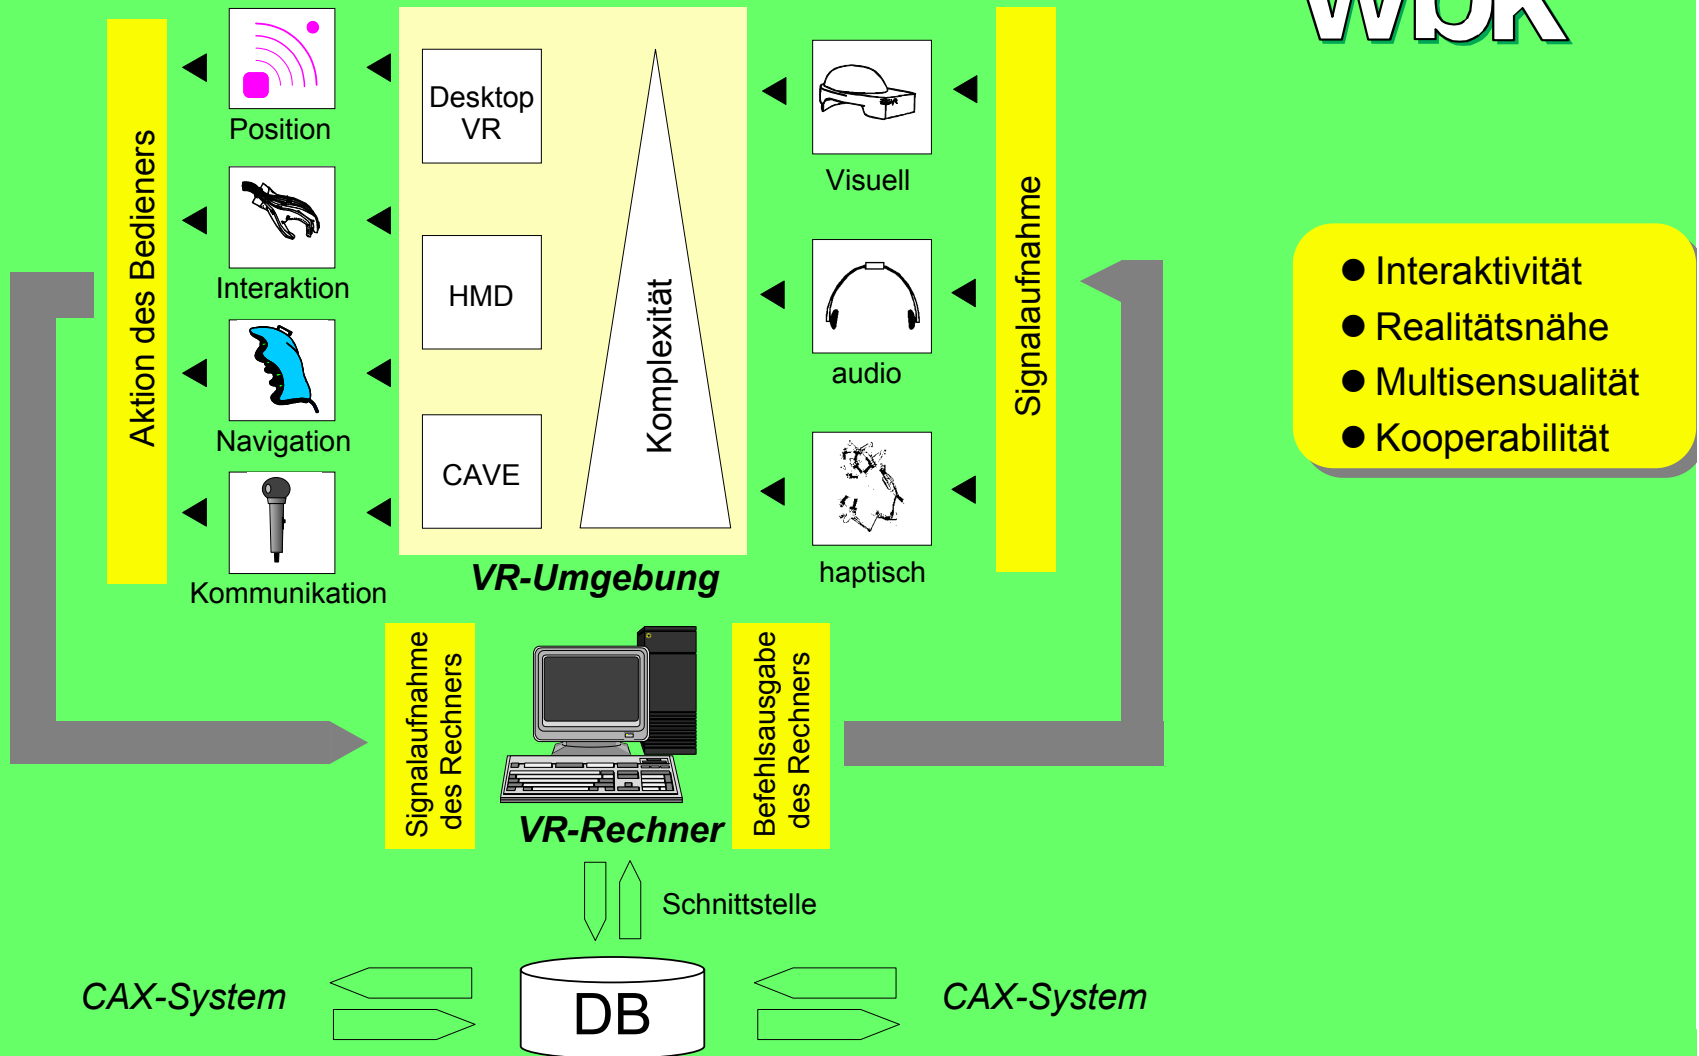 wbk
Aktion des Bedieners
Position
Interaktion
Navigation
Kommunikation
Desktop
VR
HMD
CAVE
Komplexität
VR-Umgebung
Visuell
audio
haptisch
Signalaufnahme
● Interaktivität
● Realitätsnähe
● Multisensualität
● Kooperabilität
Signalaufnahme
des Rechners
VR-Rechner
Befehlsausgabe
des Rechners
Schnittstelle
CAX-System
DB
CAX-System